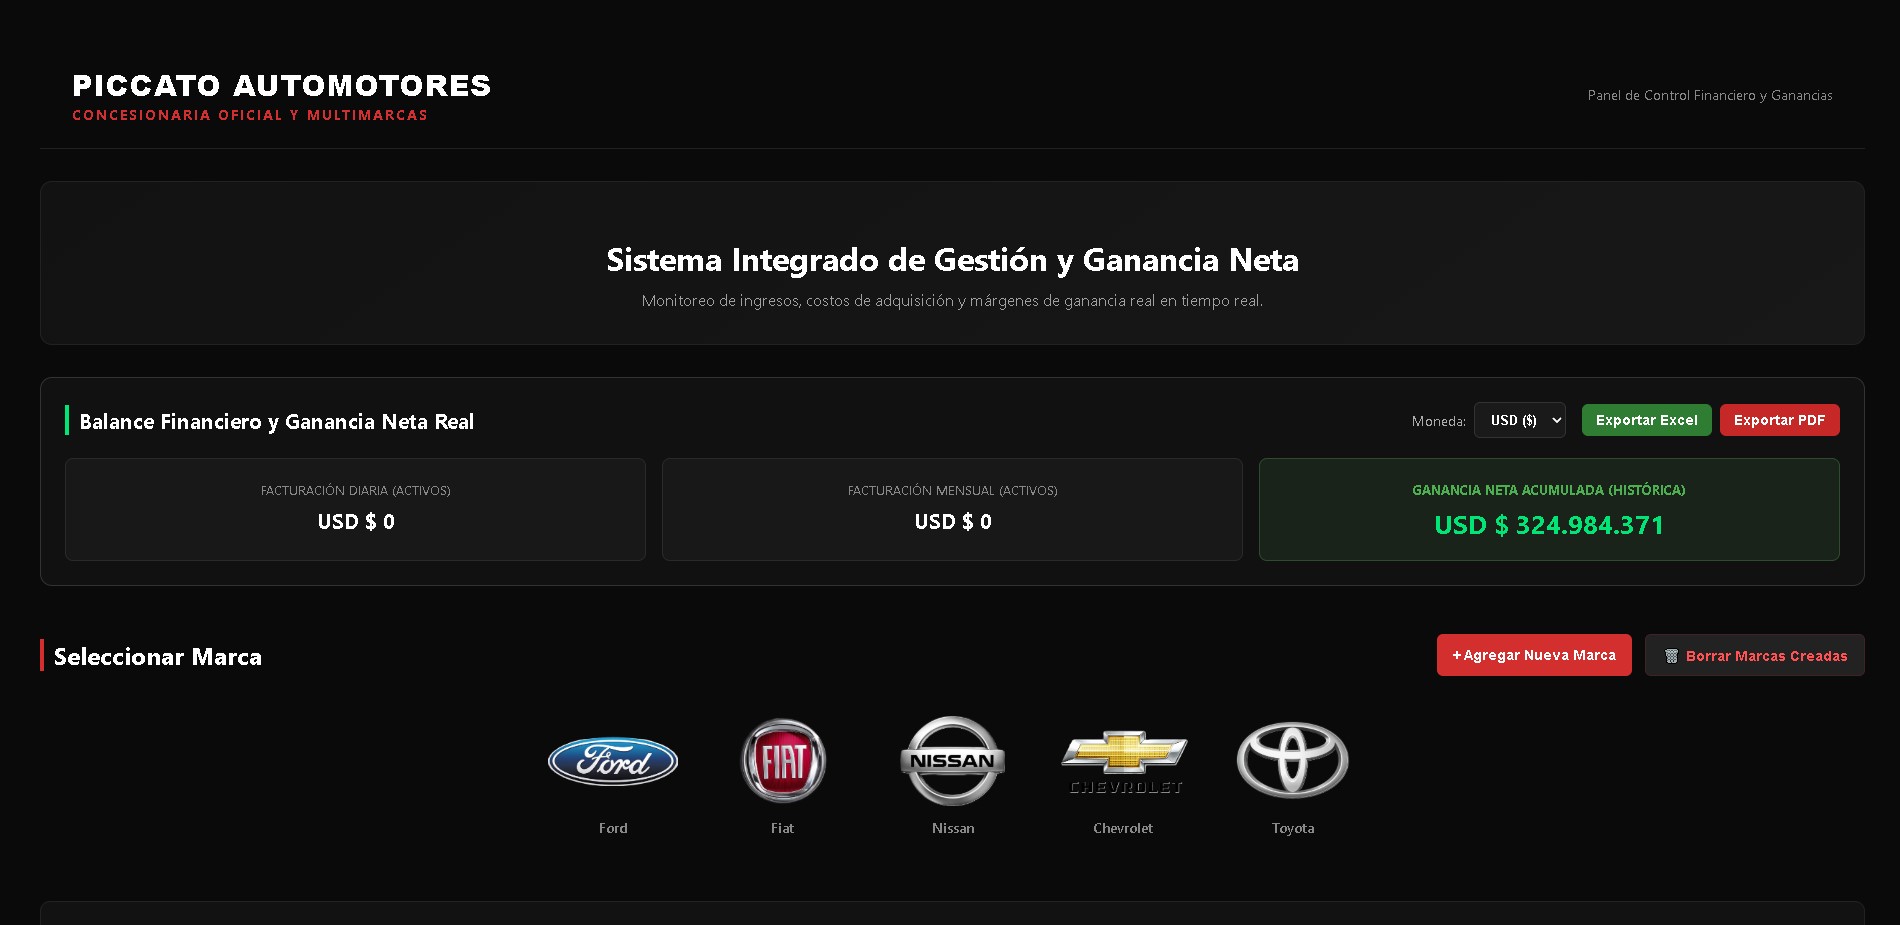 PICCATO AUTOMOTORES
CONCESIONARIA OFICIAL Y MULTIMARCAS
Panel de Control Financiero y Ganancias
Sistema Integrado de Gestión y Ganancia Neta
Monitoreo de ingresos, costos de adquisición y márgenes de ganancia real en tiempo real.
Balance Financiero y Ganancia Neta Real
Moneda: USD ($) Exportar Excel Exportar PDF
FACTURACIÓN DIARIA (ACTIVOS)
USD $ 0
FACTURACIÓN MENSUAL (ACTIVOS)
USD $ 0
GANANCIA NETA ACUMULADA (HISTÓRICA)
USD $ 324.984.371
Seleccionar Marca
+ Agregar Nueva Marca
Borrar Marcas Creadas
Ford
FIAT
NISSAN
CHEVROLET
Ford
Fiat
Nissan
Chevrolet
Toyota